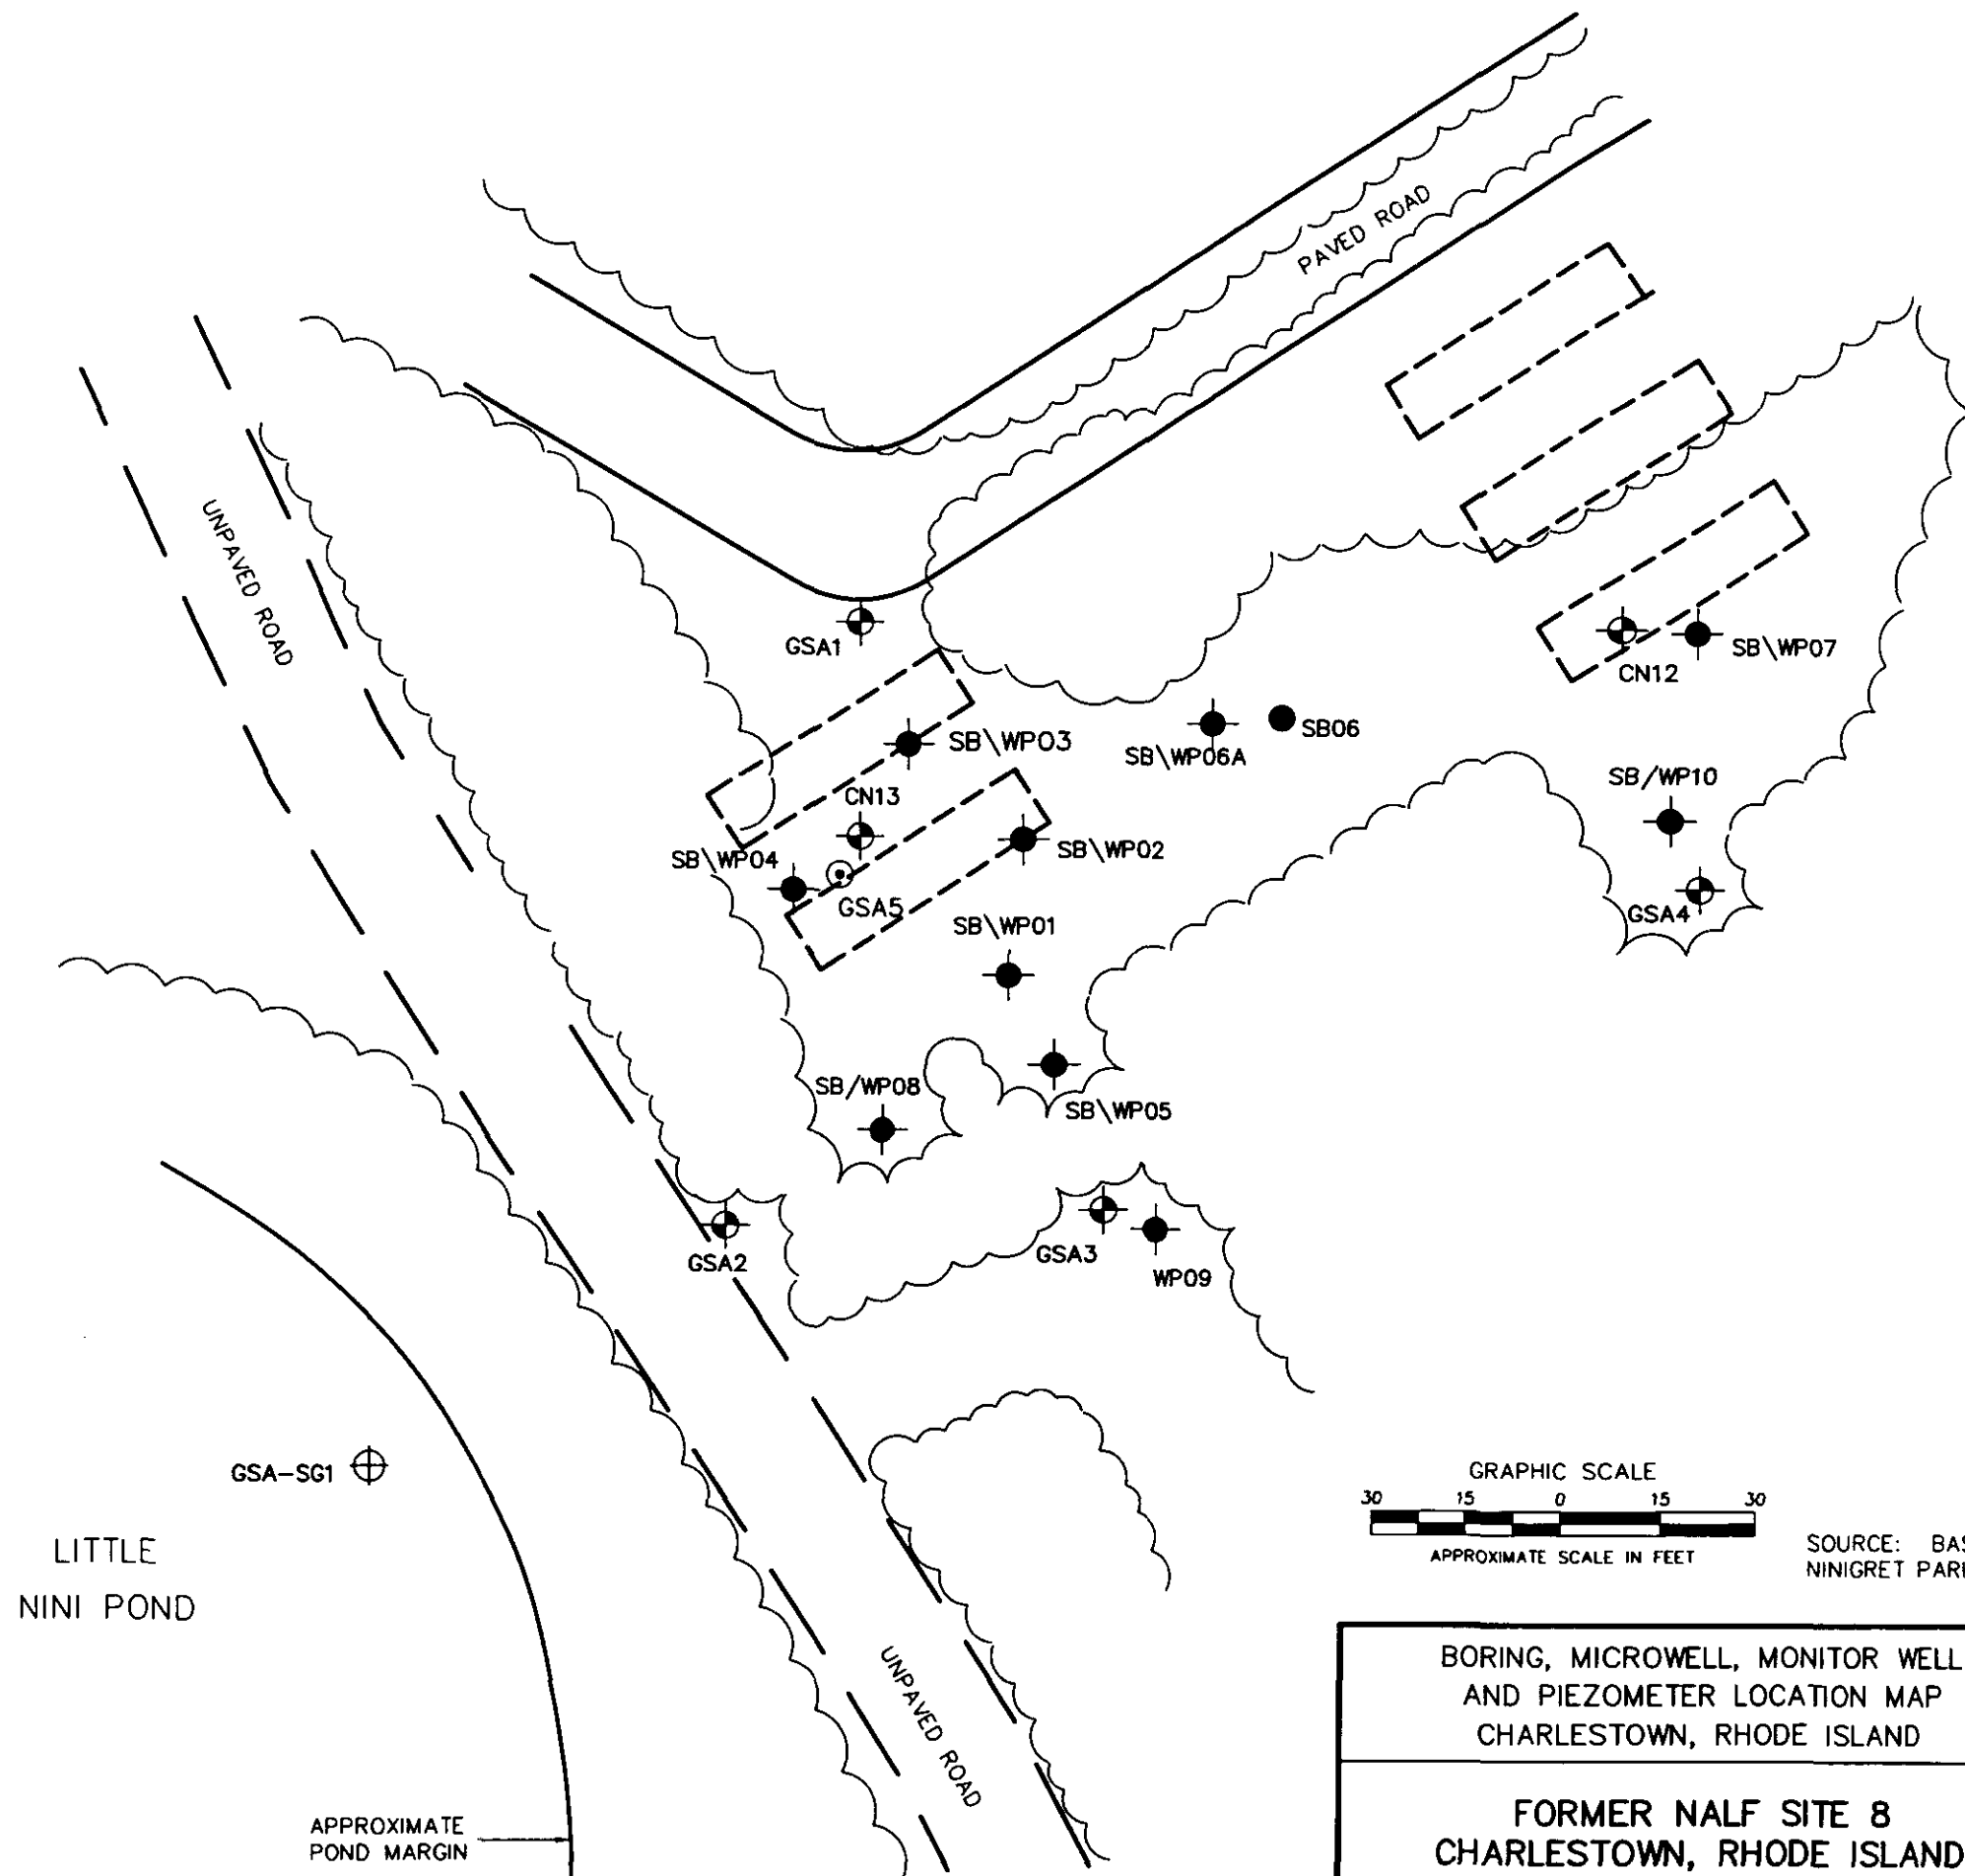 PAVED ROAD
UNPAVED ROAD
GSA1
SB\WP07
CN12
SB\WP03
SB\WP06A
SB06
SB/WP10
CN13
SB\WP04
SB\WP02
GSA5
GSA4
SB\WP01
SB/WP08
SB\WP05
GSA2
GSA3
WP09
GSA-SG1
LITTLE
NINI POND
GRAPHIC SCALE
30 15 0 15 30
APPROXIMATE SCALE IN FEET
SOURCE:
NINIGRET
UNPAVED ROAD
APPROXIMATE
POND MARGIN
BORING, MICROWELL, MONITOR WELL
AND PIEZOMETER LOCATION MAP
CHARLESTOWN, RHODE ISLAND
FORMER NALF SITE 8
CHARLESTOWN, RHODE ISLAND